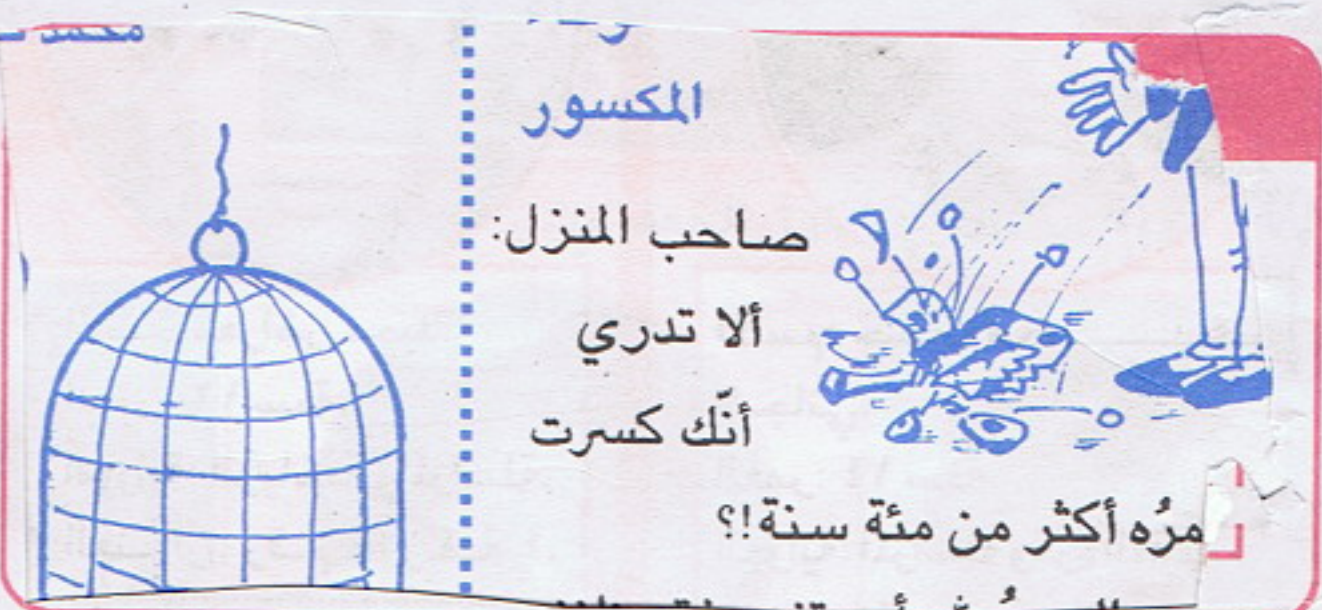 المكسور
صاحب المنزل:
ألا تدري
أنّك كسرت
مرُه أكثر من مئة سنة!؟